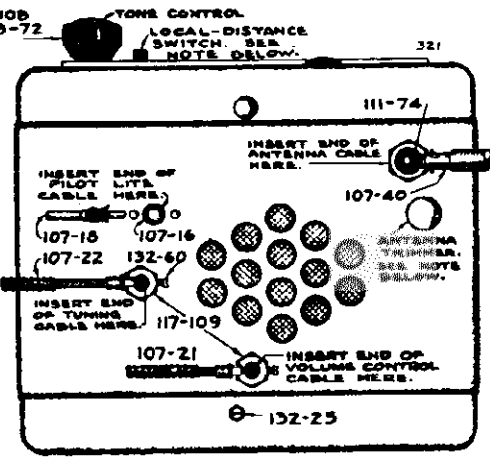 TONE CONTROL
LOCAL-DISTANCE
SWITCH. SEE
NOTE BELOW.
321
111-74
INSERT END OF
ANTENNA CABLE
HERE.
107-40
INSERT END OF
PILOT LITE
CABLE HERE.
107-18
107-16
ANTENNA
TRIMMER.
SEE NOTE
BELOW.
107-22
132-60
INSERT END
OF TUNING
CABLE HERE.
117-109
107-21
INSERT END OF
VOLUME CONTROL
CABLE HERE.
132-25